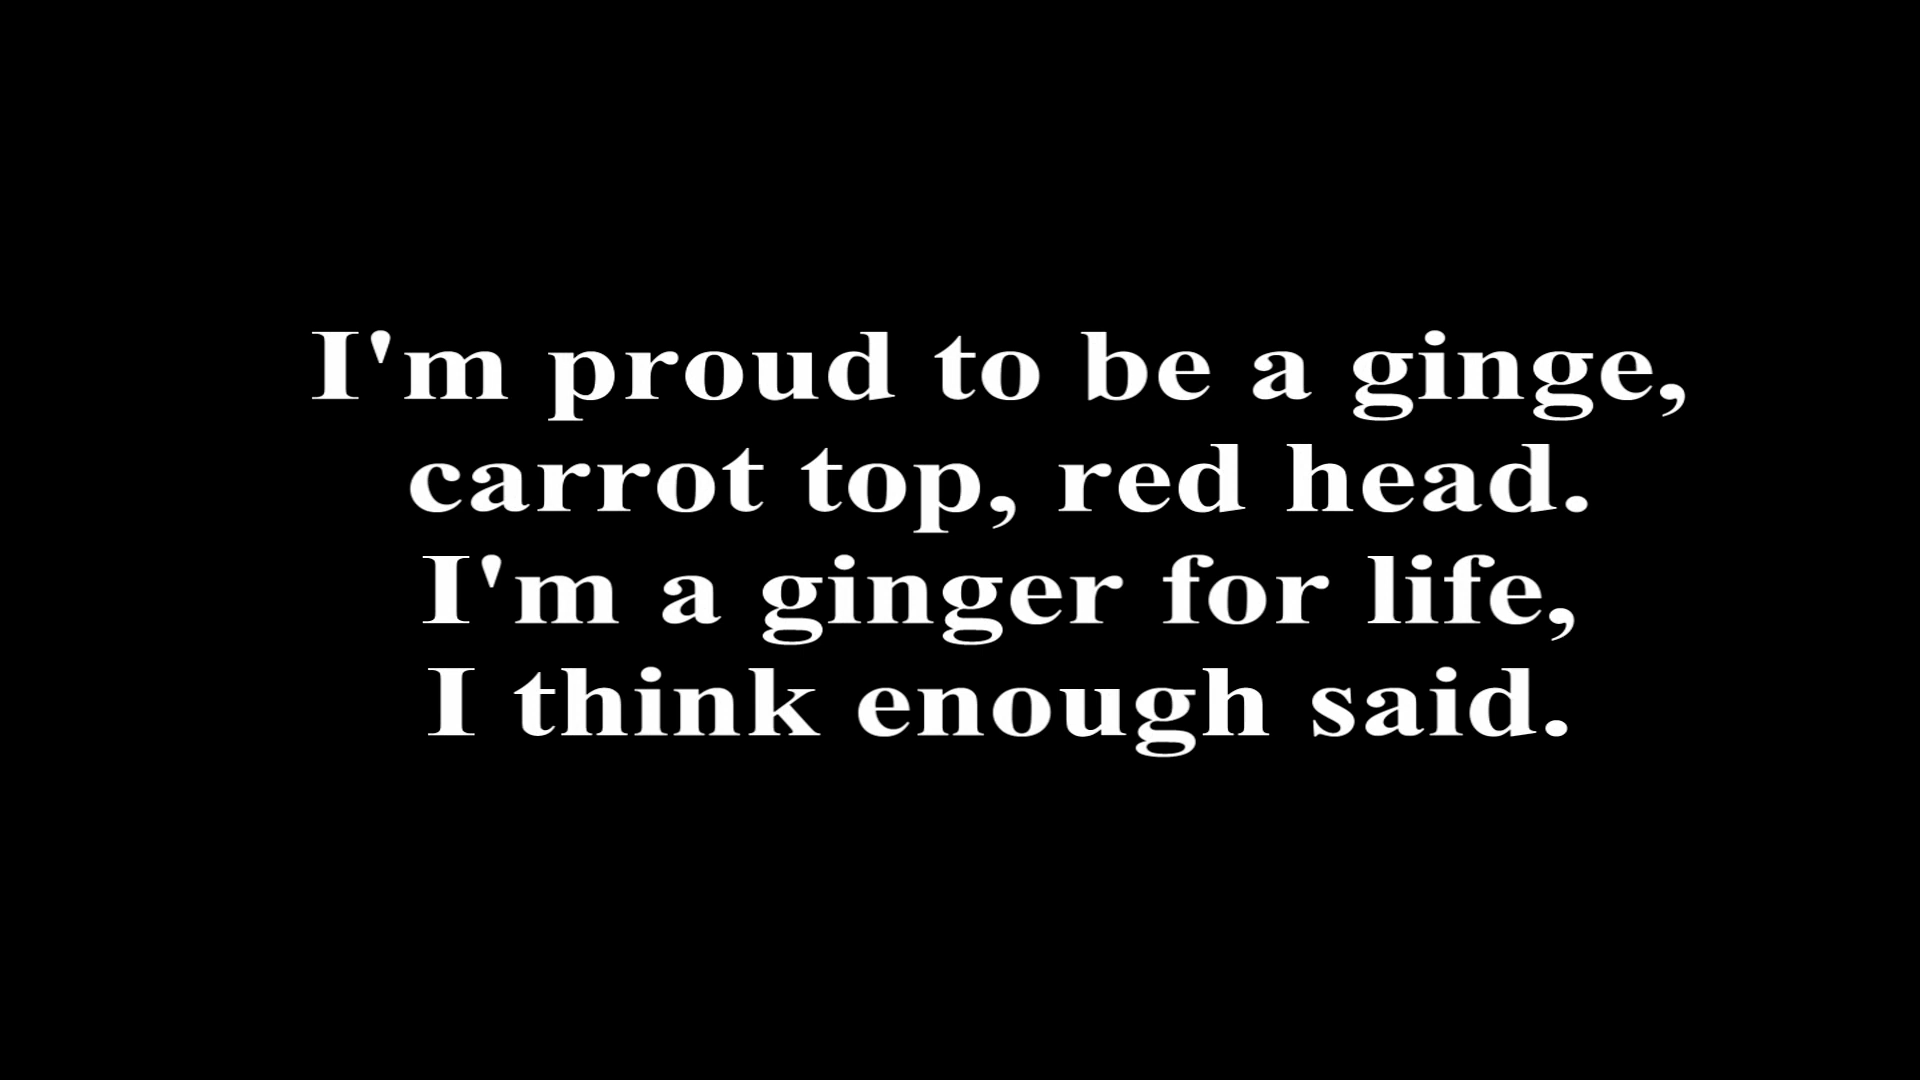 I'm proud to be a ginge,
carrot top, red head.
I'm a ginger for life,
I think enough said.